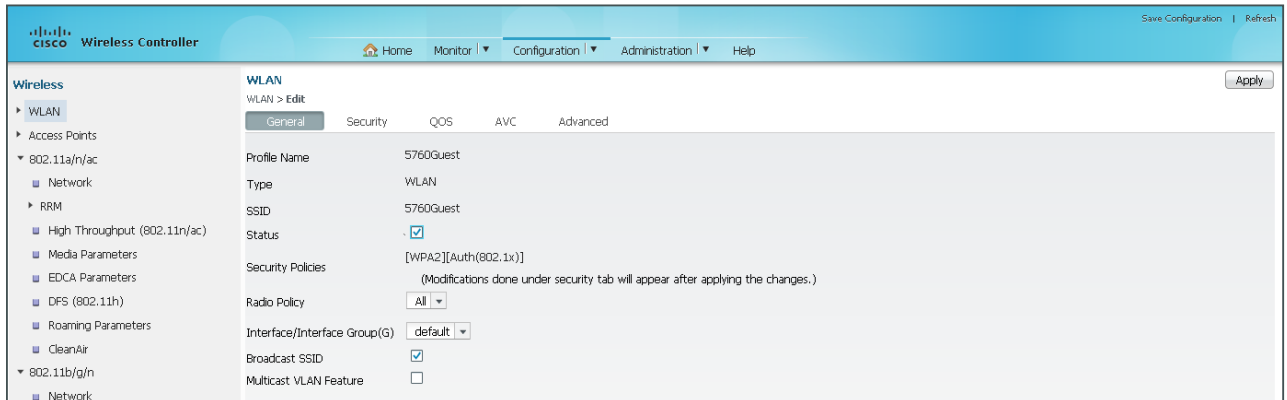 Save Configuration | Refresh
CISCO Wireless Controller
Home Monitor Configuration Administration Help
Wireless
WLAN
Access Points
802.11a/n/ac
Network
RRM
High Throughput (802.11n/ac)
Media Parameters
EDCA Parameters
DFS (802.11h)
Roaming Parameters
CleanAir
802.11b/g/n
Network
WLAN
Apply
WLAN > Edit
General Security QOS AVC Advanced
Profile Name 5760Guest
Type WLAN
SSID 5760Guest
Status
Security Policies [WPA2][Auth(802.1x)]
(Modifications done under security tab will appear after applying the changes.)
Radio Policy All
Interface/Interface Group(G) default
Broadcast SSID
Multicast VLAN Feature